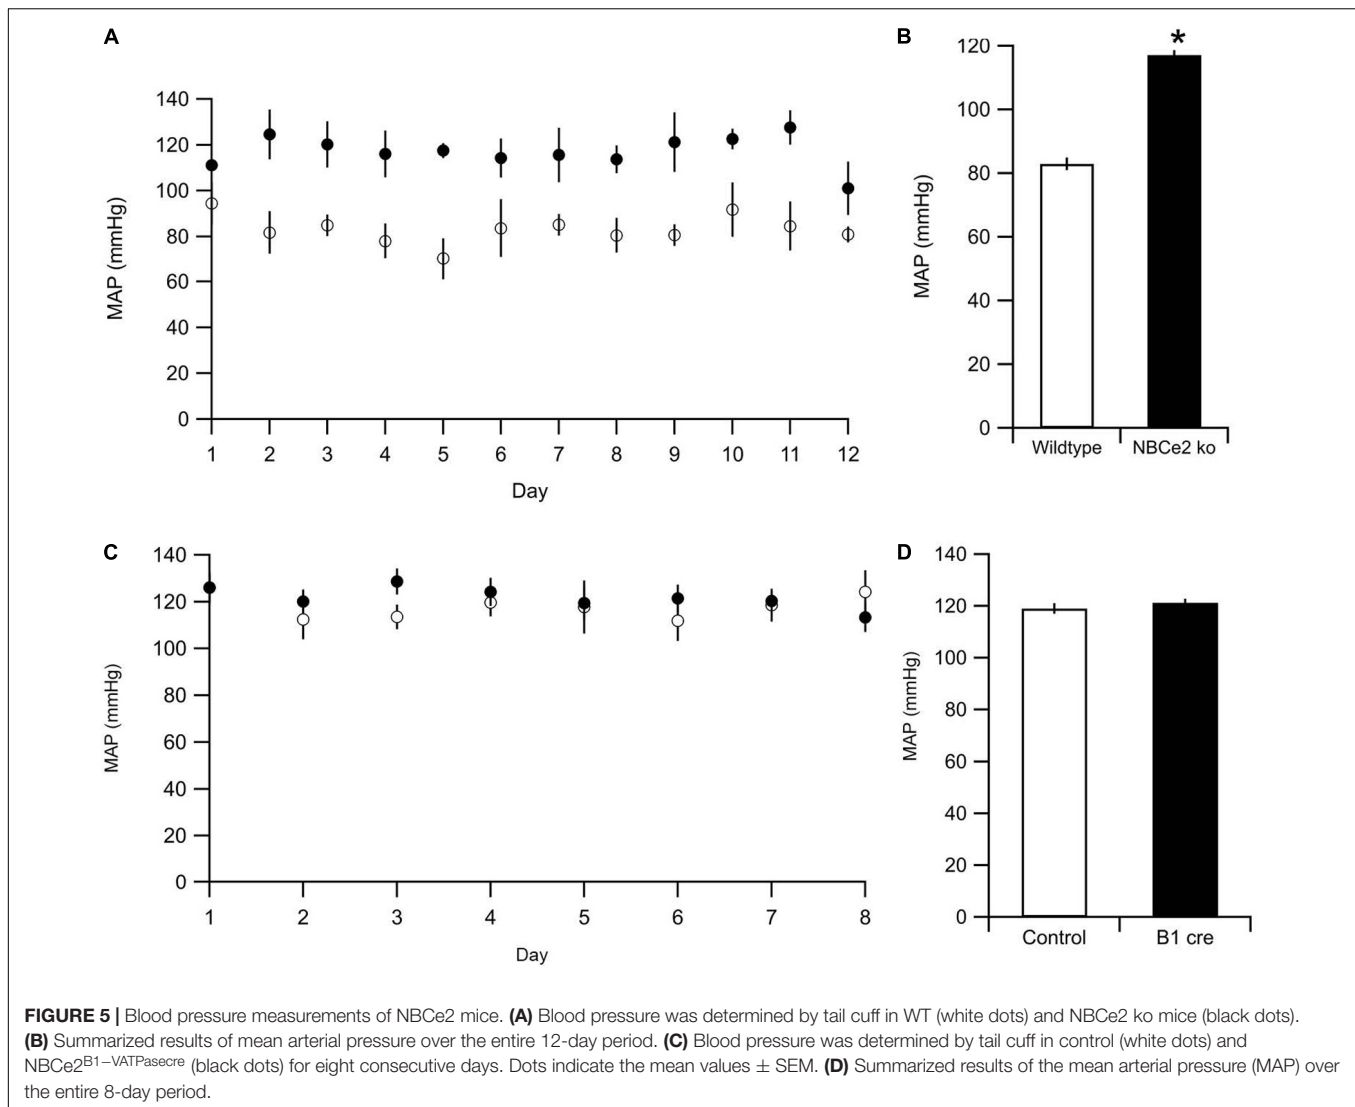 A
MAP (mmHg)
140
120
100
80
60
40
20
0
1 2 3 4 5 6 7 8 9 10 11 12
Day
B
*
MAP (mmHg)
120
100
80
60
40
20
0
Wildtype NBCe2 ko
C
MAP (mmHg)
140
120
100
80
60
40
20
0
1 2 3 4 5 6 7 8
Day
D
MAP (mmHg)
140
120
100
80
60
40
20
0
Control B1 cre
FIGURE 5 | Blood pressure measurements of NBCe2 mice. (A) Blood pressure was determined by tail cuff in WT (white dots) and NBCe2 ko mice (black dots).
(B) Summarized results of mean arterial pressure over the entire 12-day period. (C) Blood pressure was determined by tail cuff in control (white dots) and
NBCe2B1−VATPasecre (black dots) for eight consecutive days. Dots indicate the mean values ± SEM. (D) Summarized results of the mean arterial pressure (MAP) over
the entire 8-day period.